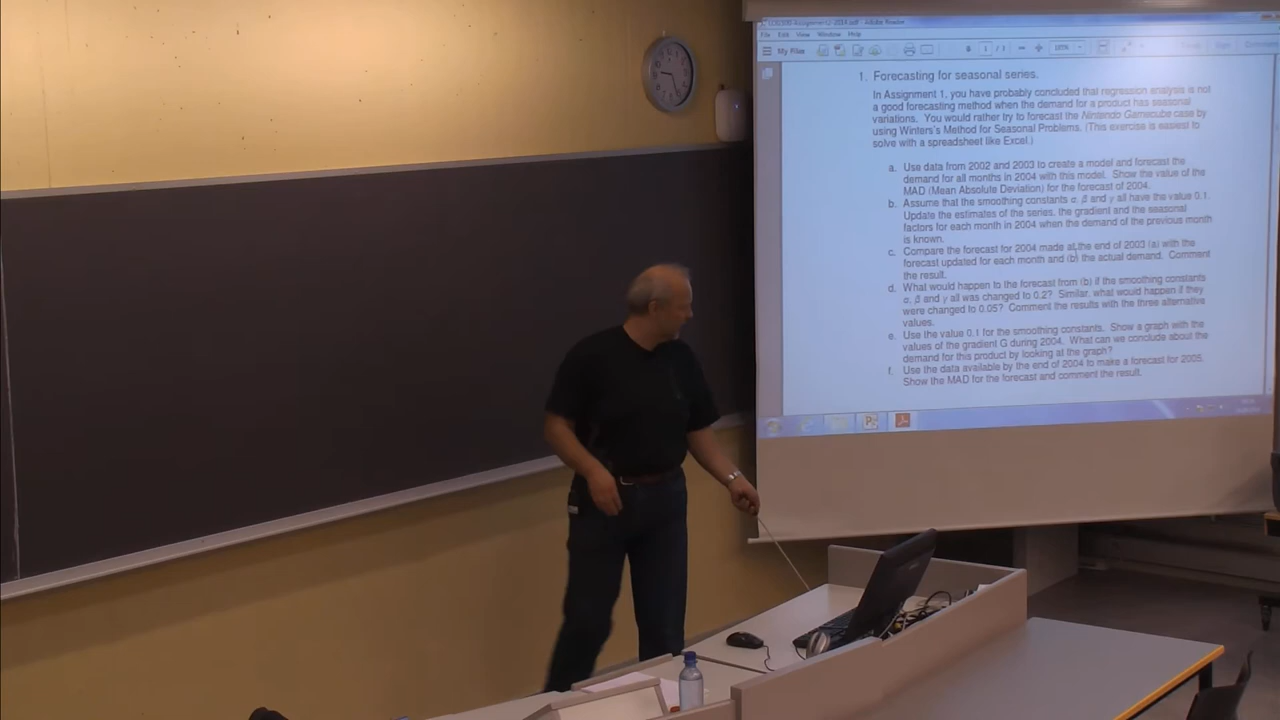 Adobe Reader
File Edit View Window Help
My Files
1. Forecasting for seasonal series.
In Assignment 1, you have probably concluded that regression analysis is not
a good forecasting method when the demand for a product has seasonal
variations. You would rather try to forecast the Nintendo Gamecube case by
using Winters's Method for Seasonal Problems. (This exercise is easiest to
solve with a spreadsheet like Excel.)
a. Use data from 2002 and 2003 to create a model and forecast the
demand for all months in 2004 with this model. Show the value of the
MAD (Mean Absolute Deviation) for the forecast of 2004.
b. Assume that the smoothing constants α, β and γ all have the value 0.1.
Update the estimates of the series, the gradient and the seasonal
factors for each month in 2004 when the demand of the previous month
is known.
c. Compare the forecast for 2004 made at the end of 2003 (a) with the
forecast updated for each month and (b) the actual demand. Comment
the result.
d. What would happen to the forecast from (b) if the smoothing constants
α, β and γ all was changed to 0.2? Similar, what would happen if they
were changed to 0.05? Comment the results with the three alternative
values.
e. Use the value 0.1 for the smoothing constants. Show a graph with the
values of the gradient G during 2004. What can we conclude about the
demand for this product by looking at the graph?
f. Use the data available by the end of 2004 to make a forecast for 2005.
Show the MAD for the forecast and comment the result.